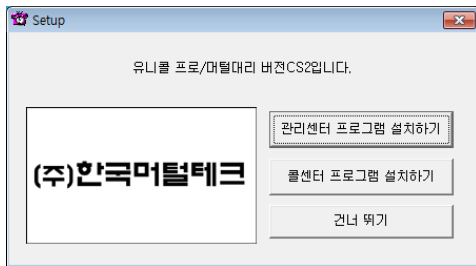 Setup
유니콜 프로/머털대리 버젼CS2입니다.
(주)한국머털테크
관리센터 프로그램 설치하기
콜센터 프로그램 설치하기
건너 뛰기